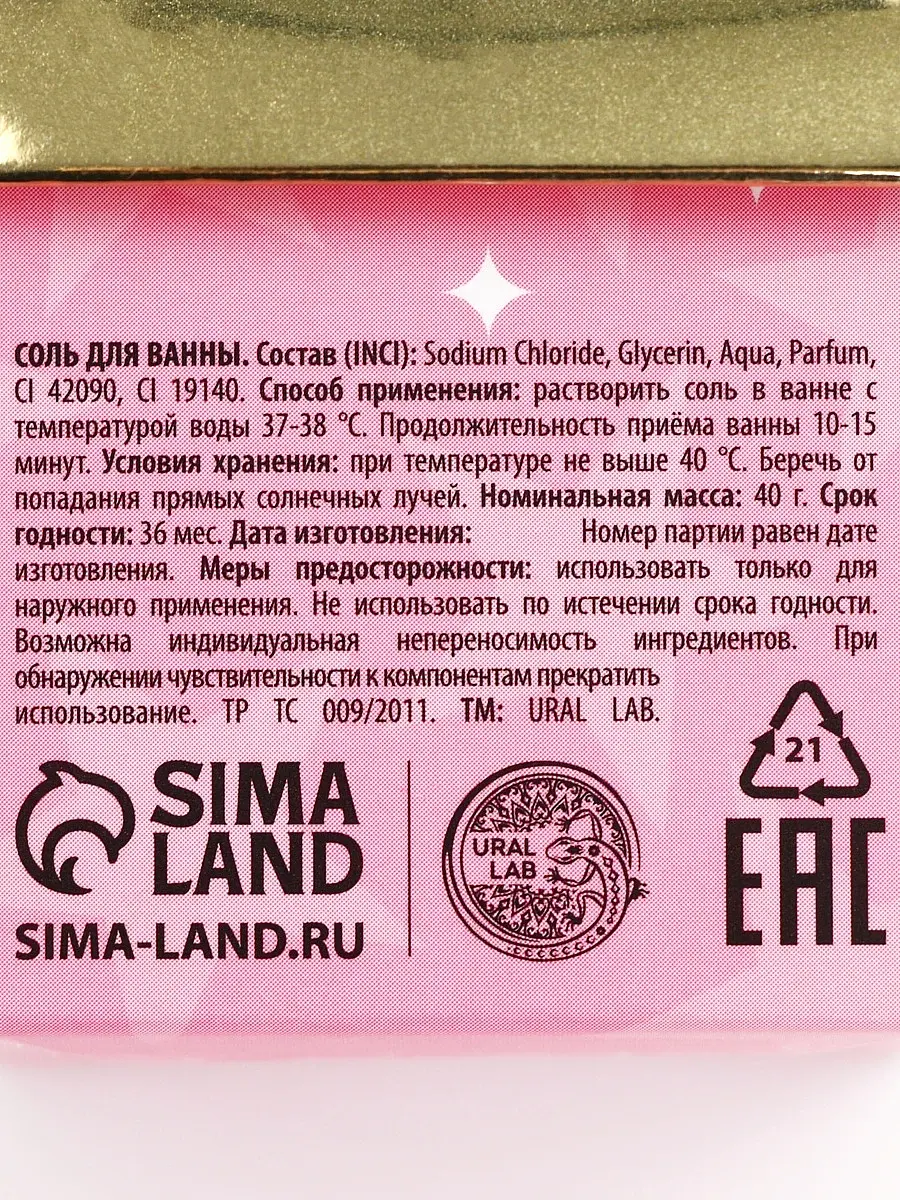 СОЛЬ ДЛЯ ВАННЫ. Состав (INCI): Sodium Chloride, Glycerin, Aqua, Parfum,
CI 42090, CI 19140. Способ применения: растворить соль в ванне с
температурой воды 37-38 °C. Продолжительность приёма ванны 10-15
минут. Условия хранения: при температуре не выше 40 °C. Беречь от
попадания прямых солнечных лучей. Номинальная масса: 40 г. Срок
годности: 36 мес. Дата изготовления: Номер партии равен дате
изготовления. Меры предосторожности: использовать только для
наружного применения. Не использовать по истечении срока годности.
Возможна индивидуальная непереносимость ингредиентов. При
обнаружении чувствительности к компонентам прекратить
использование. ТР ТС 009/2011. ТМ: URAL LAB.
21
SIMA
LAND
SIMA-LAND.RU
URAL
LAB
EAC